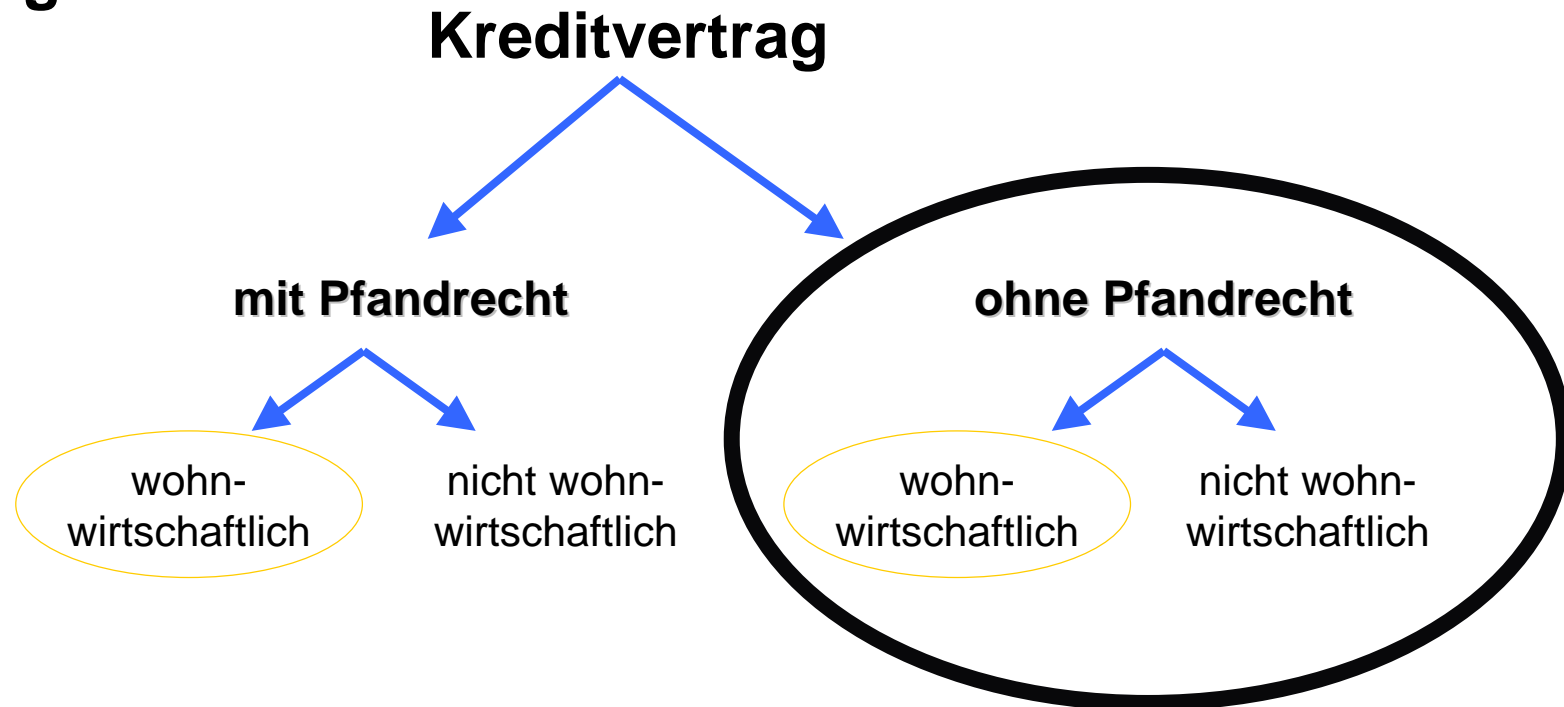 g
Kreditvertrag
mit Pfandrecht
ohne Pfandrecht
wohn-
wirtschaftlich
nicht wohn-
wirtschaftlich
wohn-
wirtschaftlich
nicht wohn-
wirtschaftlich